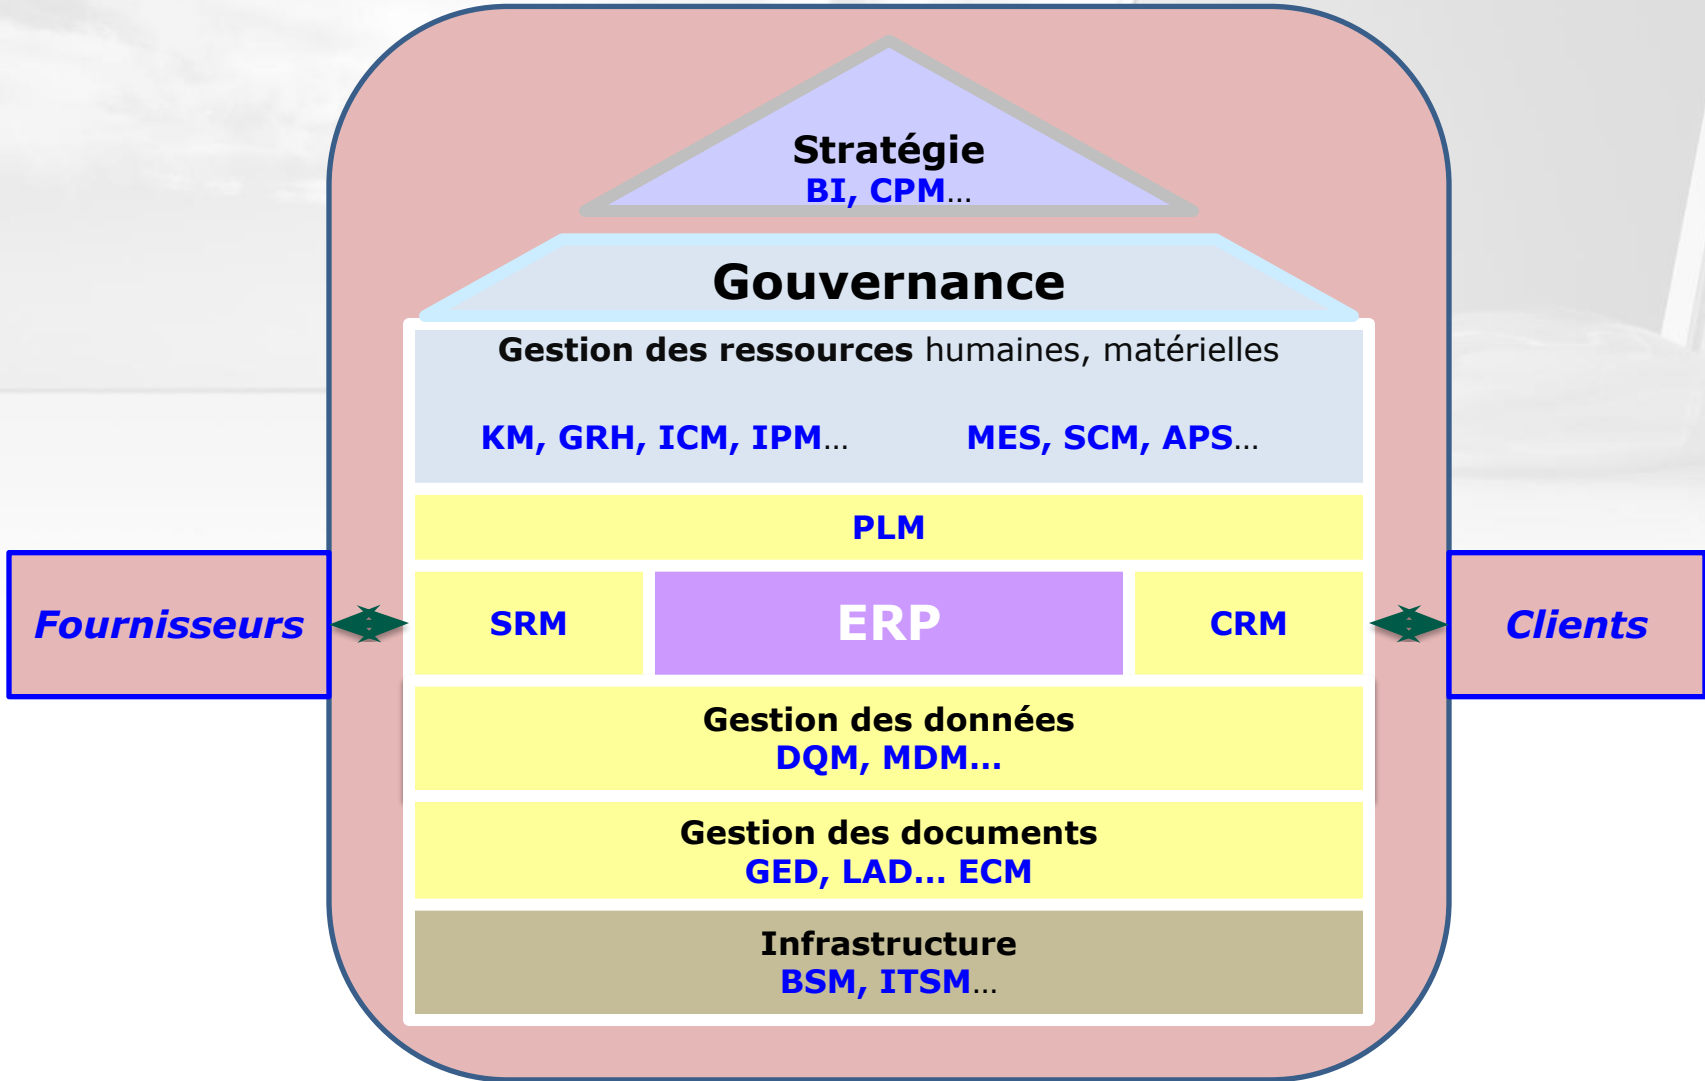 Stratégie
BI, CPM...
Gouvernance
Gestion des ressources humaines, matérielles
KM, GRH, ICM, IPM... MES, SCM, APS...
PLM
Fournisseurs SRM ERP CRM Clients
Gestion des données
DQM, MDM...
Gestion des documents
GED, LAD... ECM
Infrastructure
BSM, ITSM...